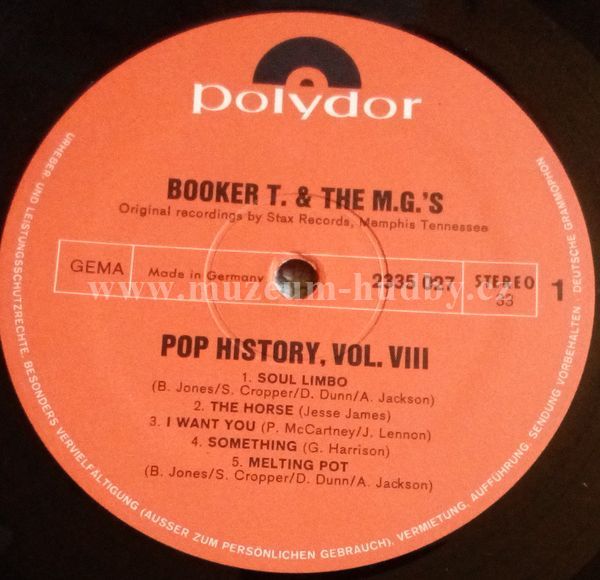 polydor
BOOKER T. & THE M.G.'S
Original recordings by Stax Records, Memphis Tennessee
GEMA
Made in Germany
2335 027
STEREO
33
1
www.muzeum-hudby.cz
POP HISTORY, VOL. VIII
1. SOUL LIMBO
(B. Jones/S. Cropper/D. Dunn/A. Jackson)
2. THE HORSE (Jesse James)
3. I WANT YOU (P. McCartney/J. Lennon)
4. SOMETHING (G. Harrison)
5. MELTING POT
(B. Jones/S. Cropper/D. Dunn/A. Jackson)
URHEBER- UND LEISTUNGSSCHUTZRECHTE, BESONDERS VERVIELFÄLTIGUNG (AUSSER ZUM PERSÖNLICHEN GEBRAUCH), VERMIETUNG, AUFFÜHRUNG, SENDUNG VORBEHALTEN DEUTSCHE GRAMMOPHON